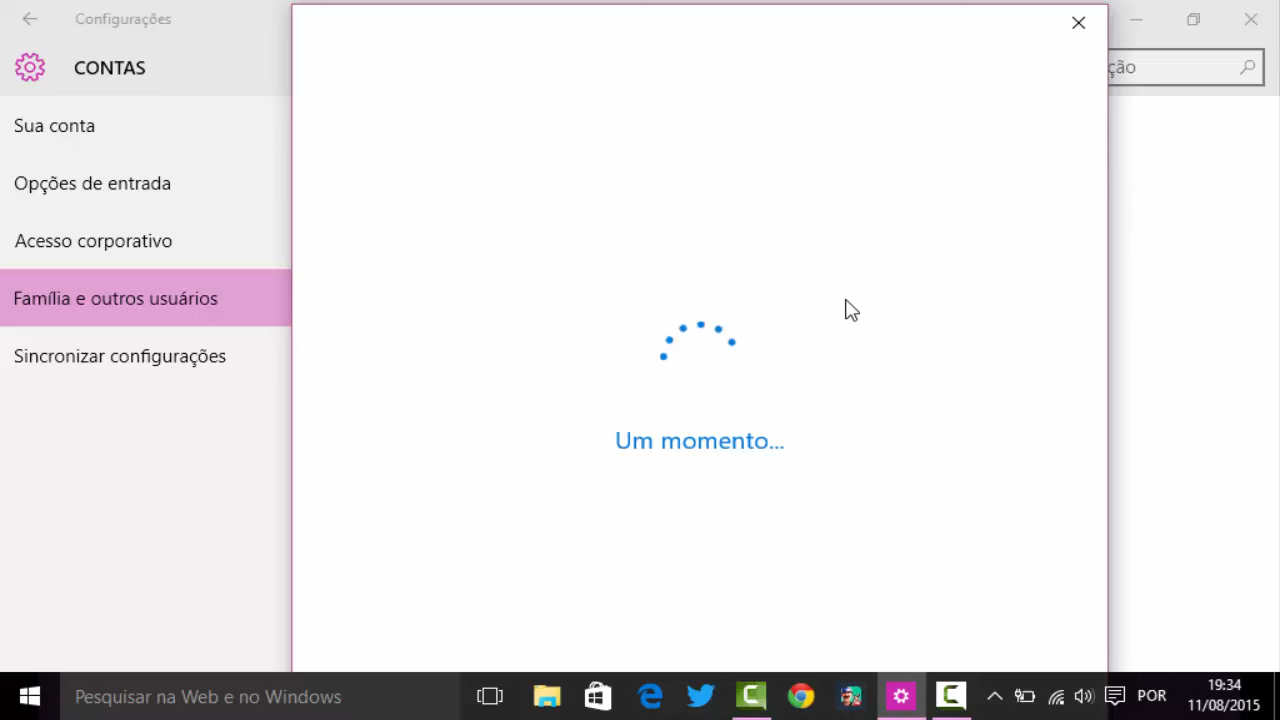 Configurações
CONTAS
ção
Sua conta
Opções de entrada
Acesso corporativo
Família e outros usuários
Sincronizar configurações
Um momento...
Pesquisar na Web e no Windows
POR
19:34
11/08/2015